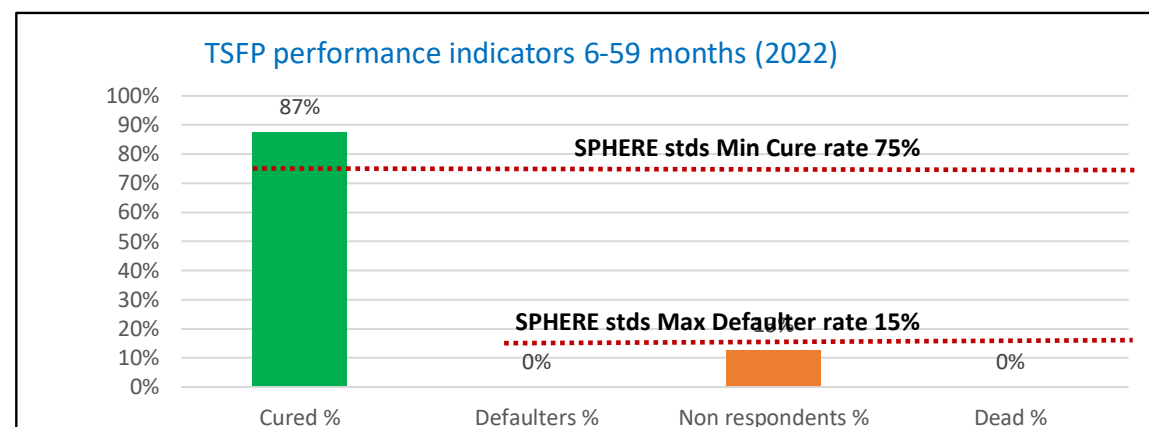 TSFP performance indicators 6-59 months (2022)
100%
90%
80%
70%
60%
50%
40%
30%
20%
10%
0%
87%
SPHERE stds Min Cure rate 75%
SPHERE stds Max Defaulter rate 15%
0%
0%
Cured %
Defaulters %
Non respondents %
Dead %